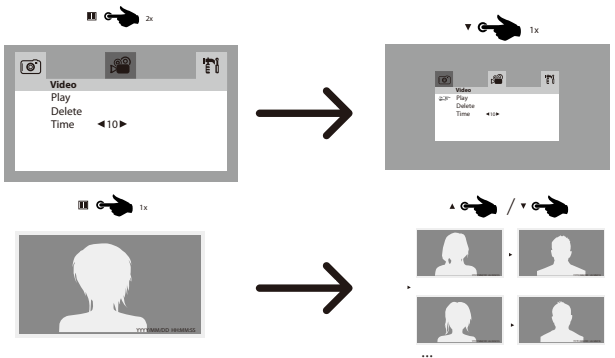 2x
1x
Video
Play
Delete
Time ◀10▶
Video
Play
Delete
Time ◀10▶
1x
YYYY/MM/DD HH/MM/SS
/
...